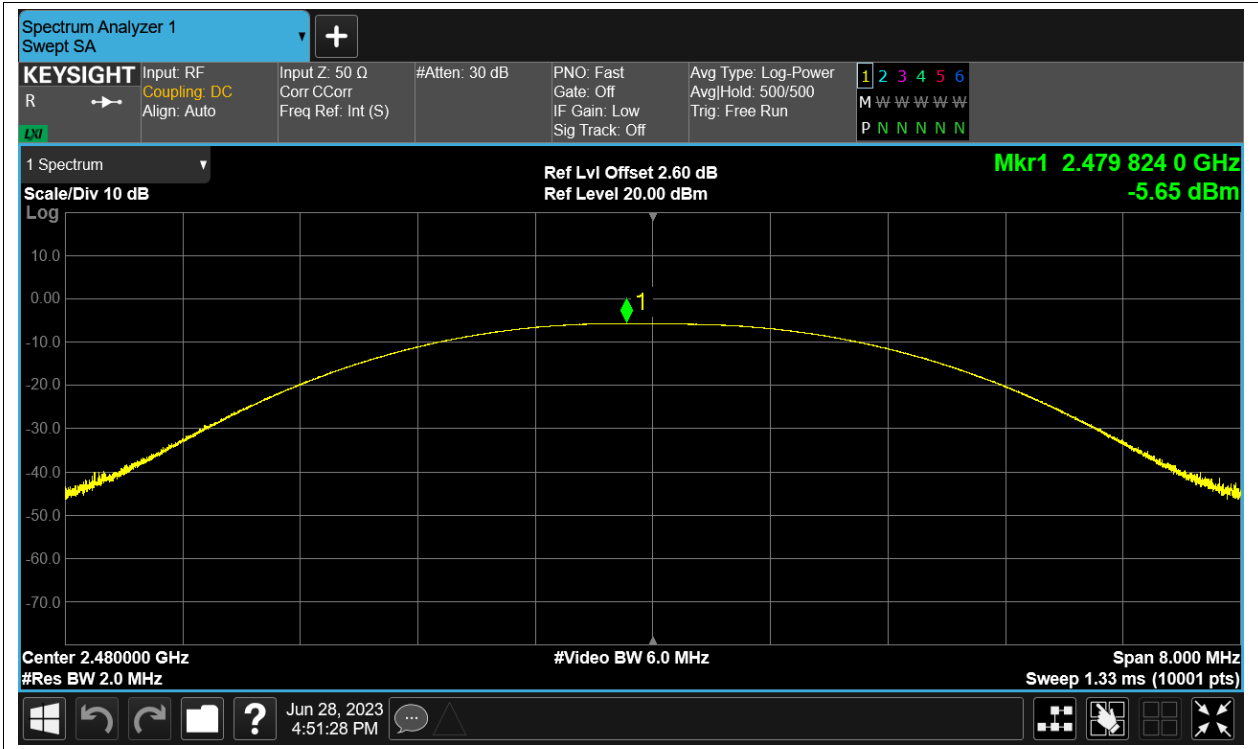 Spectrum Analyzer 1
Swept SA
KEYSIGHT
R
LXI
Input: RF
Coupling: DC
Align: Auto
Input Z: 50 Ω
Corr CCorr
Freq Ref: Int (S)
#Atten: 30 dB
PNO: Fast
Gate: Off
IF Gain: Low
Sig Track: Off
Avg Type: Log-Power
Avg|Hold: 500/500
Trig: Free Run
1 2 3 4 5 6
M W W W W W
P N N N N N
1 Spectrum
Scale/Div 10 dB
Log
Ref Lvl Offset 2.60 dB
Ref Level 20.00 dBm
Mkr1 2.479 824 0 GHz
-5.65 dBm
10.0
0.00
-10.0
-20.0
-30.0
-40.0
-50.0
-60.0
-70.0
1
Center 2.480000 GHz
#Res BW 2.0 MHz
#Video BW 6.0 MHz
Span 8.000 MHz
Sweep 1.33 ms (10001 pts)
?
Jun 28, 2023
4:51:28 PM